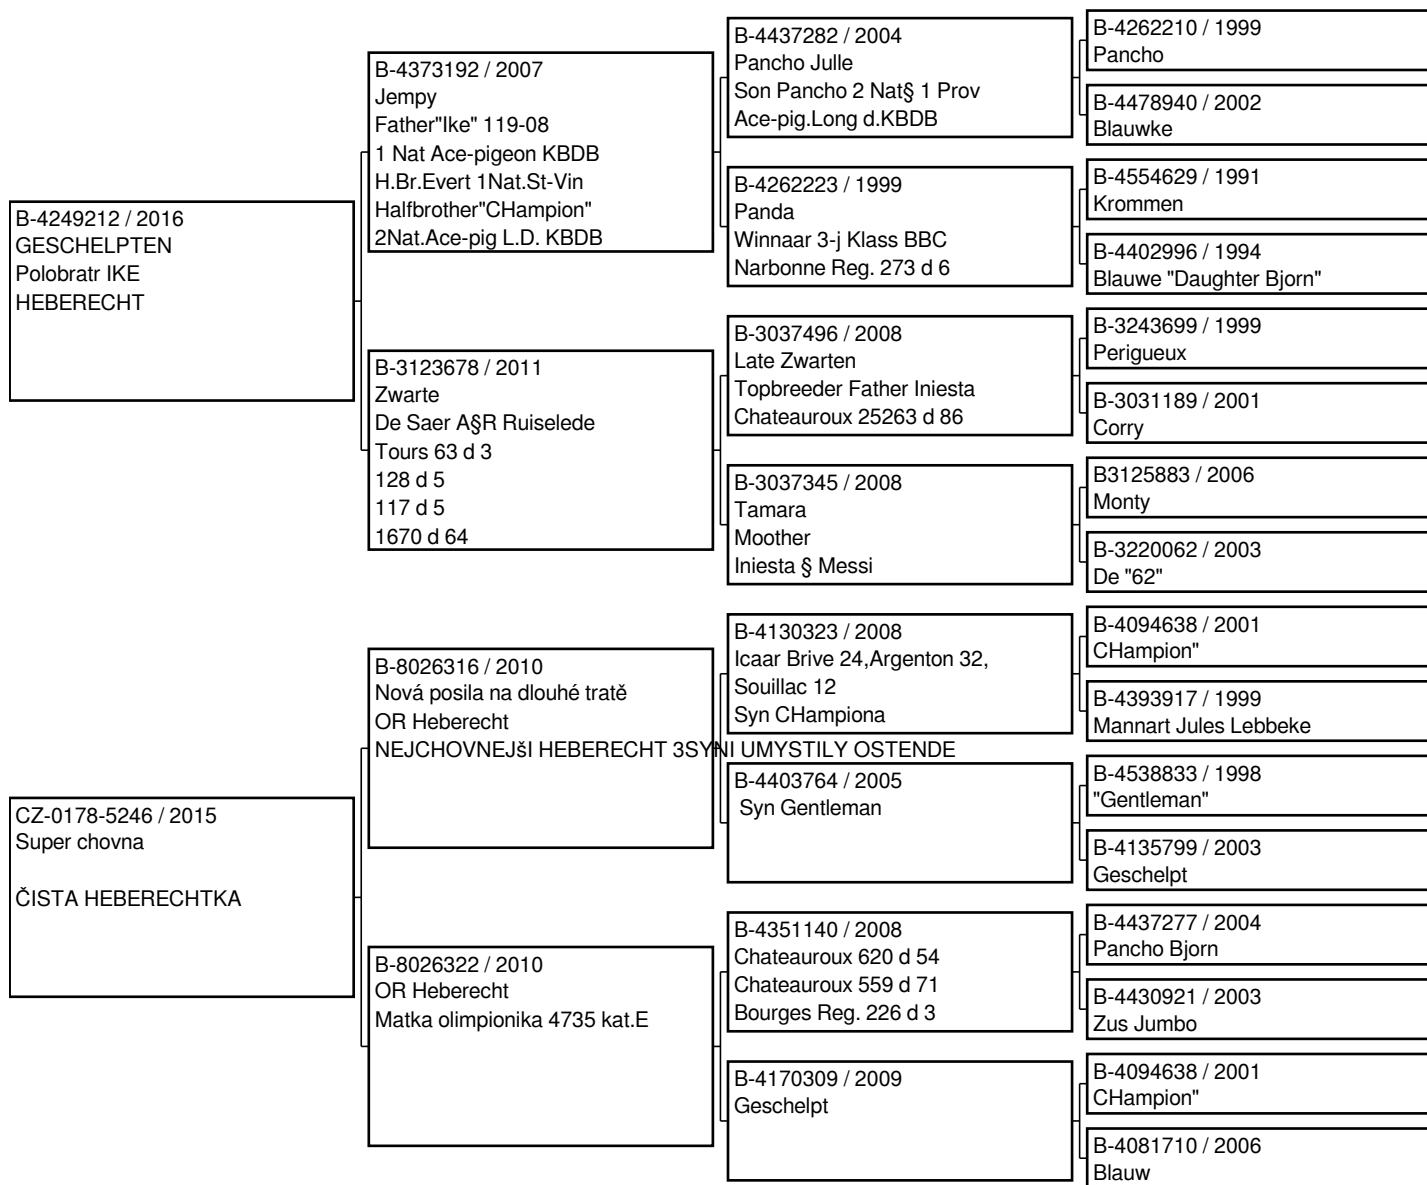 B-4249212 / 2016
GESCHELPTEN
Polobratr IKE
HEBERECHT
CZ-0178-5246 / 2015
Super chovna
ČISTA HEBERECHTKA
B-4373192 / 2007
Jempy
Father"Ike" 119-08
1 Nat Ace-pigeon KBDB
H.Br.Evert 1Nat.St-Vin
Halfbrother"CHampion"
2Nat.Ace-pig L.D. KBDB
B-3123678 / 2011
Zwarte
De Saer A§R Ruiselede
Tours 63 d 3
128 d 5
117 d 5
1670 d 64
B-8026316 / 2010
Nová posila na dlouhé tratě
OR Heberecht
NEJCHOVNEJšI HEBERECHT 3SYNI UMYSTILY OSTENDE
B-8026322 / 2010
OR Heberecht
Matka olimpionika 4735 kat.E
B-4437282 / 2004
Pancho Julle
Son Pancho 2 Nat§ 1 Prov
Ace-pig.Long d.KBDB
B-4262223 / 1999
Panda
Winnaar 3-j Klass BBC
Narbonne Reg. 273 d 6
B-3037496 / 2008
Late Zwarten
Topbreeder Father Iniesta
Chateauroux 25263 d 86
B-3037345 / 2008
Tamara
Moother
Iniesta § Messi
B-4130323 / 2008
Icaar Brive 24,Argenton 32,
Souillac 12
Syn CHampiona
B-4403764 / 2005
Syn Gentleman
B-4351140 / 2008
Chateauroux 620 d 54
Chateauroux 559 d 71
Bourges Reg. 226 d 3
B-4170309 / 2009
Geschelpt
B-4262210 / 1999
Pancho
B-4478940 / 2002
Blauwke
B-4554629 / 1991
Krommen
B-4402996 / 1994
Blauwe "Daughter Bjorn"
B-3243699 / 1999
Perigueux
B-3031189 / 2001
Corry
B3125883 / 2006
Monty
B-3220062 / 2003
De "62"
B-4094638 / 2001
CHampion"
B-4393917 / 1999
Mannart Jules Lebbeke
B-4538833 / 1998
"Gentleman"
B-4135799 / 2003
Geschelpt
B-4437277 / 2004
Pancho Bjorn
B-4430921 / 2003
Zus Jumbo
B-4094638 / 2001
CHampion"
B-4081710 / 2006
Blauw